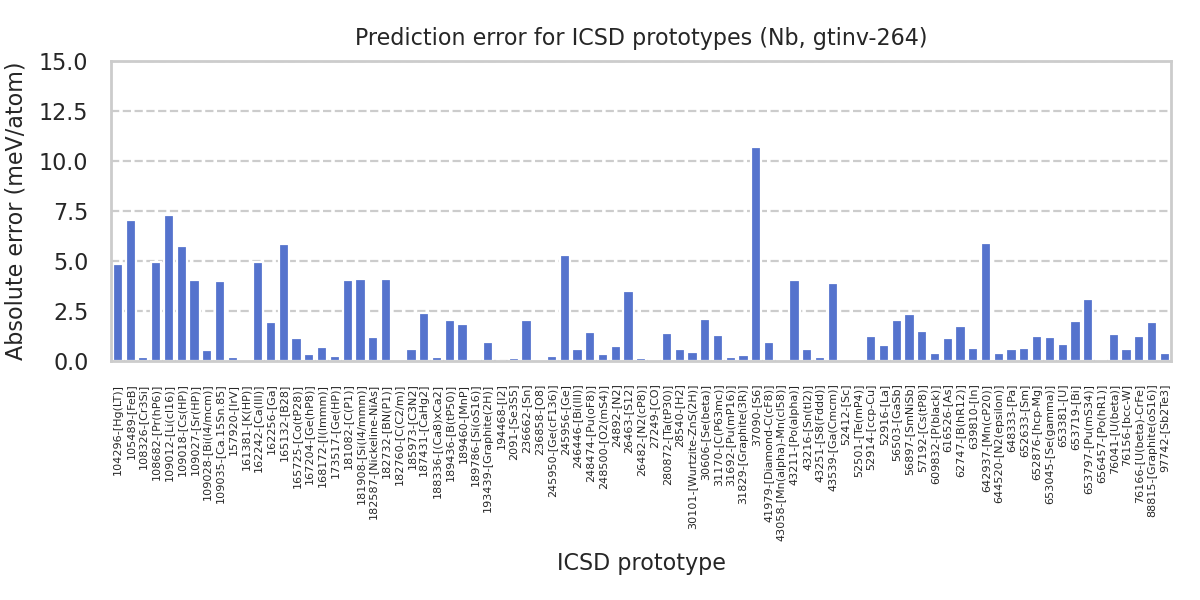 Prediction error for ICSD prototypes (Nb, gtinv-264)
Absolute error (meV/atom)
15.0
12.5
10.0
7.5
5.0
2.5
0.0
104296-[Hg(LT)]
105489-[FeB]
108326-[Cr3Si]
108682-[Pr(hP6)]
109012-[Li(cI16)]
109018-[Cs(HP)]
109027-[Sr(HP)]
109028-[Bi(I4/mcm)]
109035-[Ca.15Sn.85]
157920-[IrV]
161381-[K(HP)]
162242-[Ca(III)]
162256-[Ga]
165132-[B28]
165725-[Co(tP28)]
167204-[Ge(hP8)]
168172-[I(Immm)]
173517-[Ge(HP)]
181082-[C(P1)]
181908-[Si(I4/mmm)]
182587-[Nickeline-NiAs]
182732-[BN(P1)]
182760-[C(C2/m)]
185973-[C3N2]
187431-[CaHg2]
188336-[(Ca8)xCa2]
189436-[B(tP50)]
189460-[MnP]
189786-[Si(oS16)]
193439-[Graphite(2H)]
194468-[I2]
2091-[Se3S5]
236662-[Sn]
236858-[O8]
245950-[Ge(cF136)]
245956-[Ge]
246446-[Bi(III)]
248474-[Pu(oF8)]
248500-[O2(mS4)]
24892-[N2]
26463-[S12]
26482-[N2(cP8)]
27249-[CO]
280872-[Ta(tP30)]
28540-[H2]
30101-[Wurtzite-ZnS(2H)]
30606-[Se(beta)]
31170-[C(P63mc)]
31692-[Pu(mP16)]
31829-[Graphite(3R)]
37090-[S6]
41979-[Diamond-C(cF8)]
43058-[Mn(alpha)-Mn(cI58)]
43211-[Po(alpha)]
43216-[Sn(tI2)]
43251-[S8(Fddd)]
43539-[Ga(Cmcm)]
52412-[Sc]
52501-[Te(mP4)]
52914-[ccp-Cu]
52916-[La]
56503-[GaSb]
56897-[SmNiSb]
57192-[Cs(tP8)]
609832-[P(black)]
616526-[As]
62747-[B(hR12)]
639810-[In]
642937-[Mn(cP20)]
644520-[N2(epsilon)]
648333-[Pa]
652633-[Sm]
652876-[hcp-Mg]
653045-[Se(gamma)]
653381-[U]
653719-[Bi]
653797-[Pu(mS34)]
656457-[Po(hR1)]
76041-[U(beta)]
76156-[bcc-W]
76166-[U(beta)-CrFe]
88815-[Graphite(oS16)]
97742-[Sb2Te3]
ICSD prototype